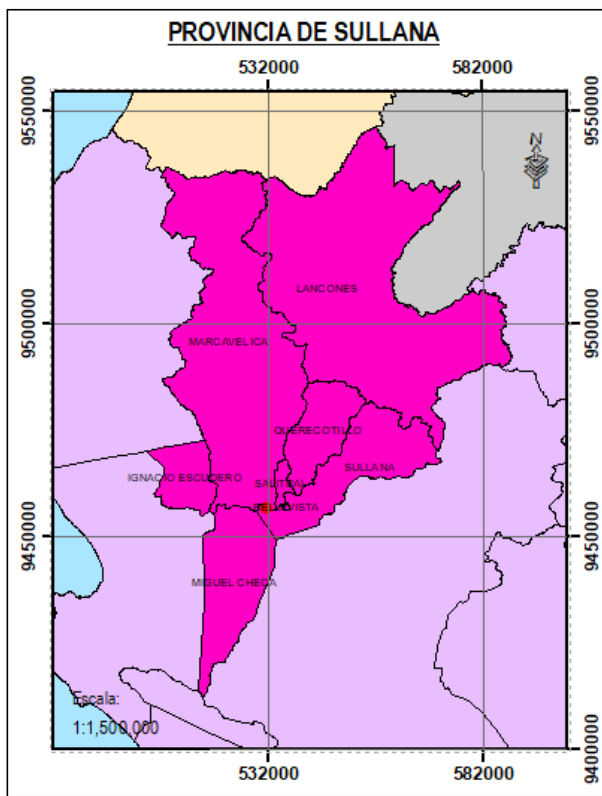 PROVINCIA DE SULLANA
532000 582000
9550000 9550000
N
LANCONES
9500000 9500000
MARCAVELICA
QUERECOTILLO
SULLANA
IGNACIO ESCUDERO
SALITRAL
BELLAVISTA
9450000 9450000
MIGUEL CHECA
Escala:
1:1,500,000
9400000
532000 582000